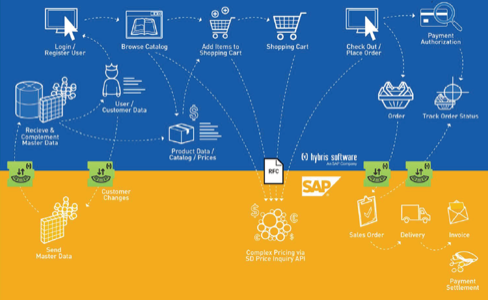 Login /
Register User
Browse Catalog
Add Items to
Shopping Cart
Shopping Cart
Check Out /
Place Order
Payment
Authorization
User /
Customer Data
Recieve &
Complement
Master Data
Product Data /
Catalog / Prices
Order
Track Order Status
RFC
(-) hybris software
An SAP Company
SAP
Customer
Changes
Send
Master Data
Complex Pricing via
SD Price Inquiry API
Sales Order
Delivery
Invoice
Payment
Settlement